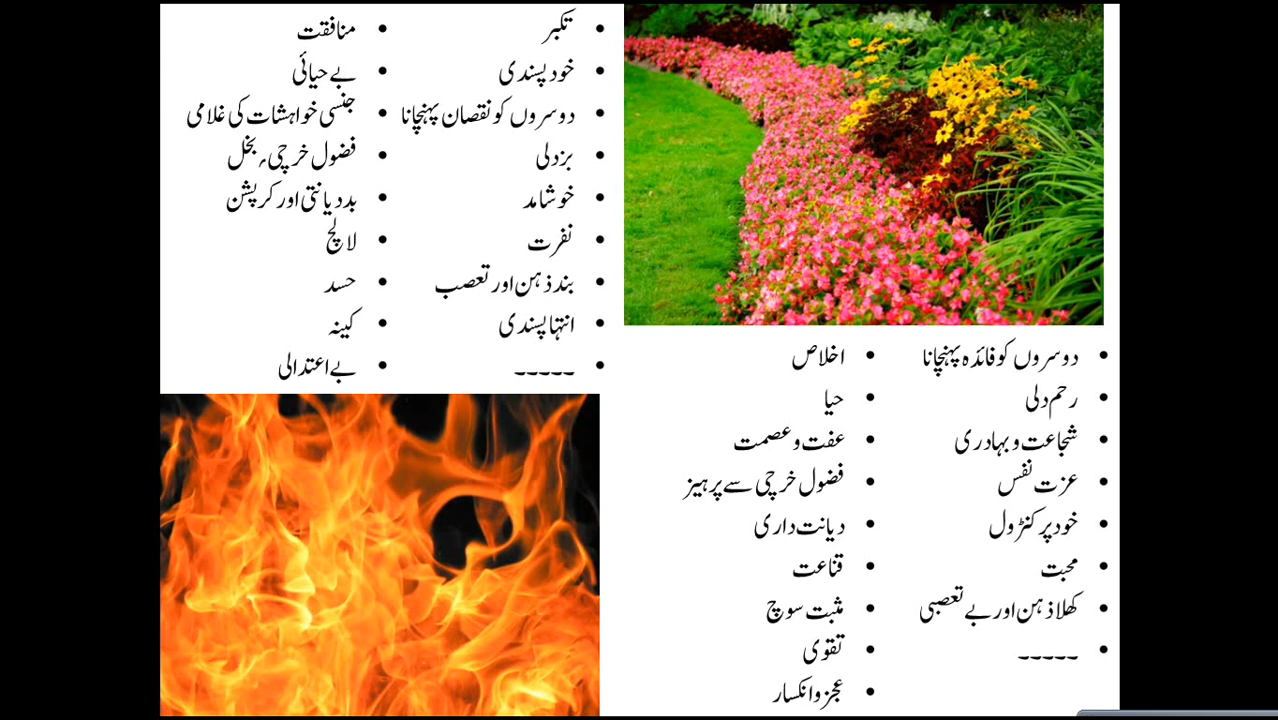 تکبر
خود پسندی
دوسروں کو نقصان پہنچانا
بزدلی
خوشامد
نفرت
بند ذہن اور تعصب
انتہا پسندی
۔۔۔۔۔
منافقت
بے حیائی
جنسی خواہشات کی غلامی
فضول خرچی، بخل
بددیانتی اور کرپشن
لالچ
حسد
کینہ
بے اعتدالی
دوسروں کو فائدہ پہنچانا
رحم دلی
شجاعت و بہادری
عزت نفس
خود پر کنٹرول
محبت
کھلا ذہن اور بے تعصبی
۔۔۔۔۔
اخلاص
حیا
عفت و عصمت
فضول خرچی سے پرہیز
دیانت داری
قناعت
مثبت سوچ
تقوی
عجز و انکسار